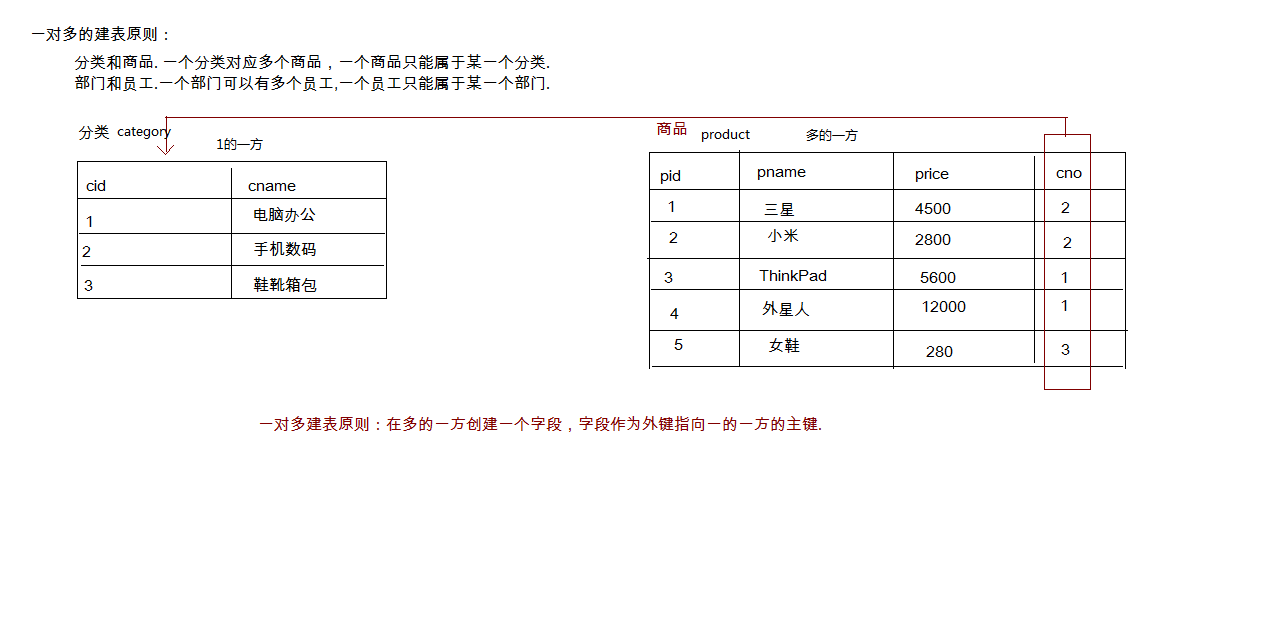 一对多的建表原则：
分类和商品. 一个分类对应多个商品，一个商品只能属于某一个分类.
部门和员工.一个部门可以有多个员工,一个员工只能属于某一个部门.
分类 category 1的一方
cid cname
1 电脑办公
2 手机数码
3 鞋靴箱包
商品 product 多的一方
pid pname price cno
1 三星 4500 2
2 小米 2800 2
3 ThinkPad 5600 1
4 外星人 12000 1
5 女鞋 280 3
一对多建表原则：在多的一方创建一个字段，字段作为外键指向一的一方的主键.